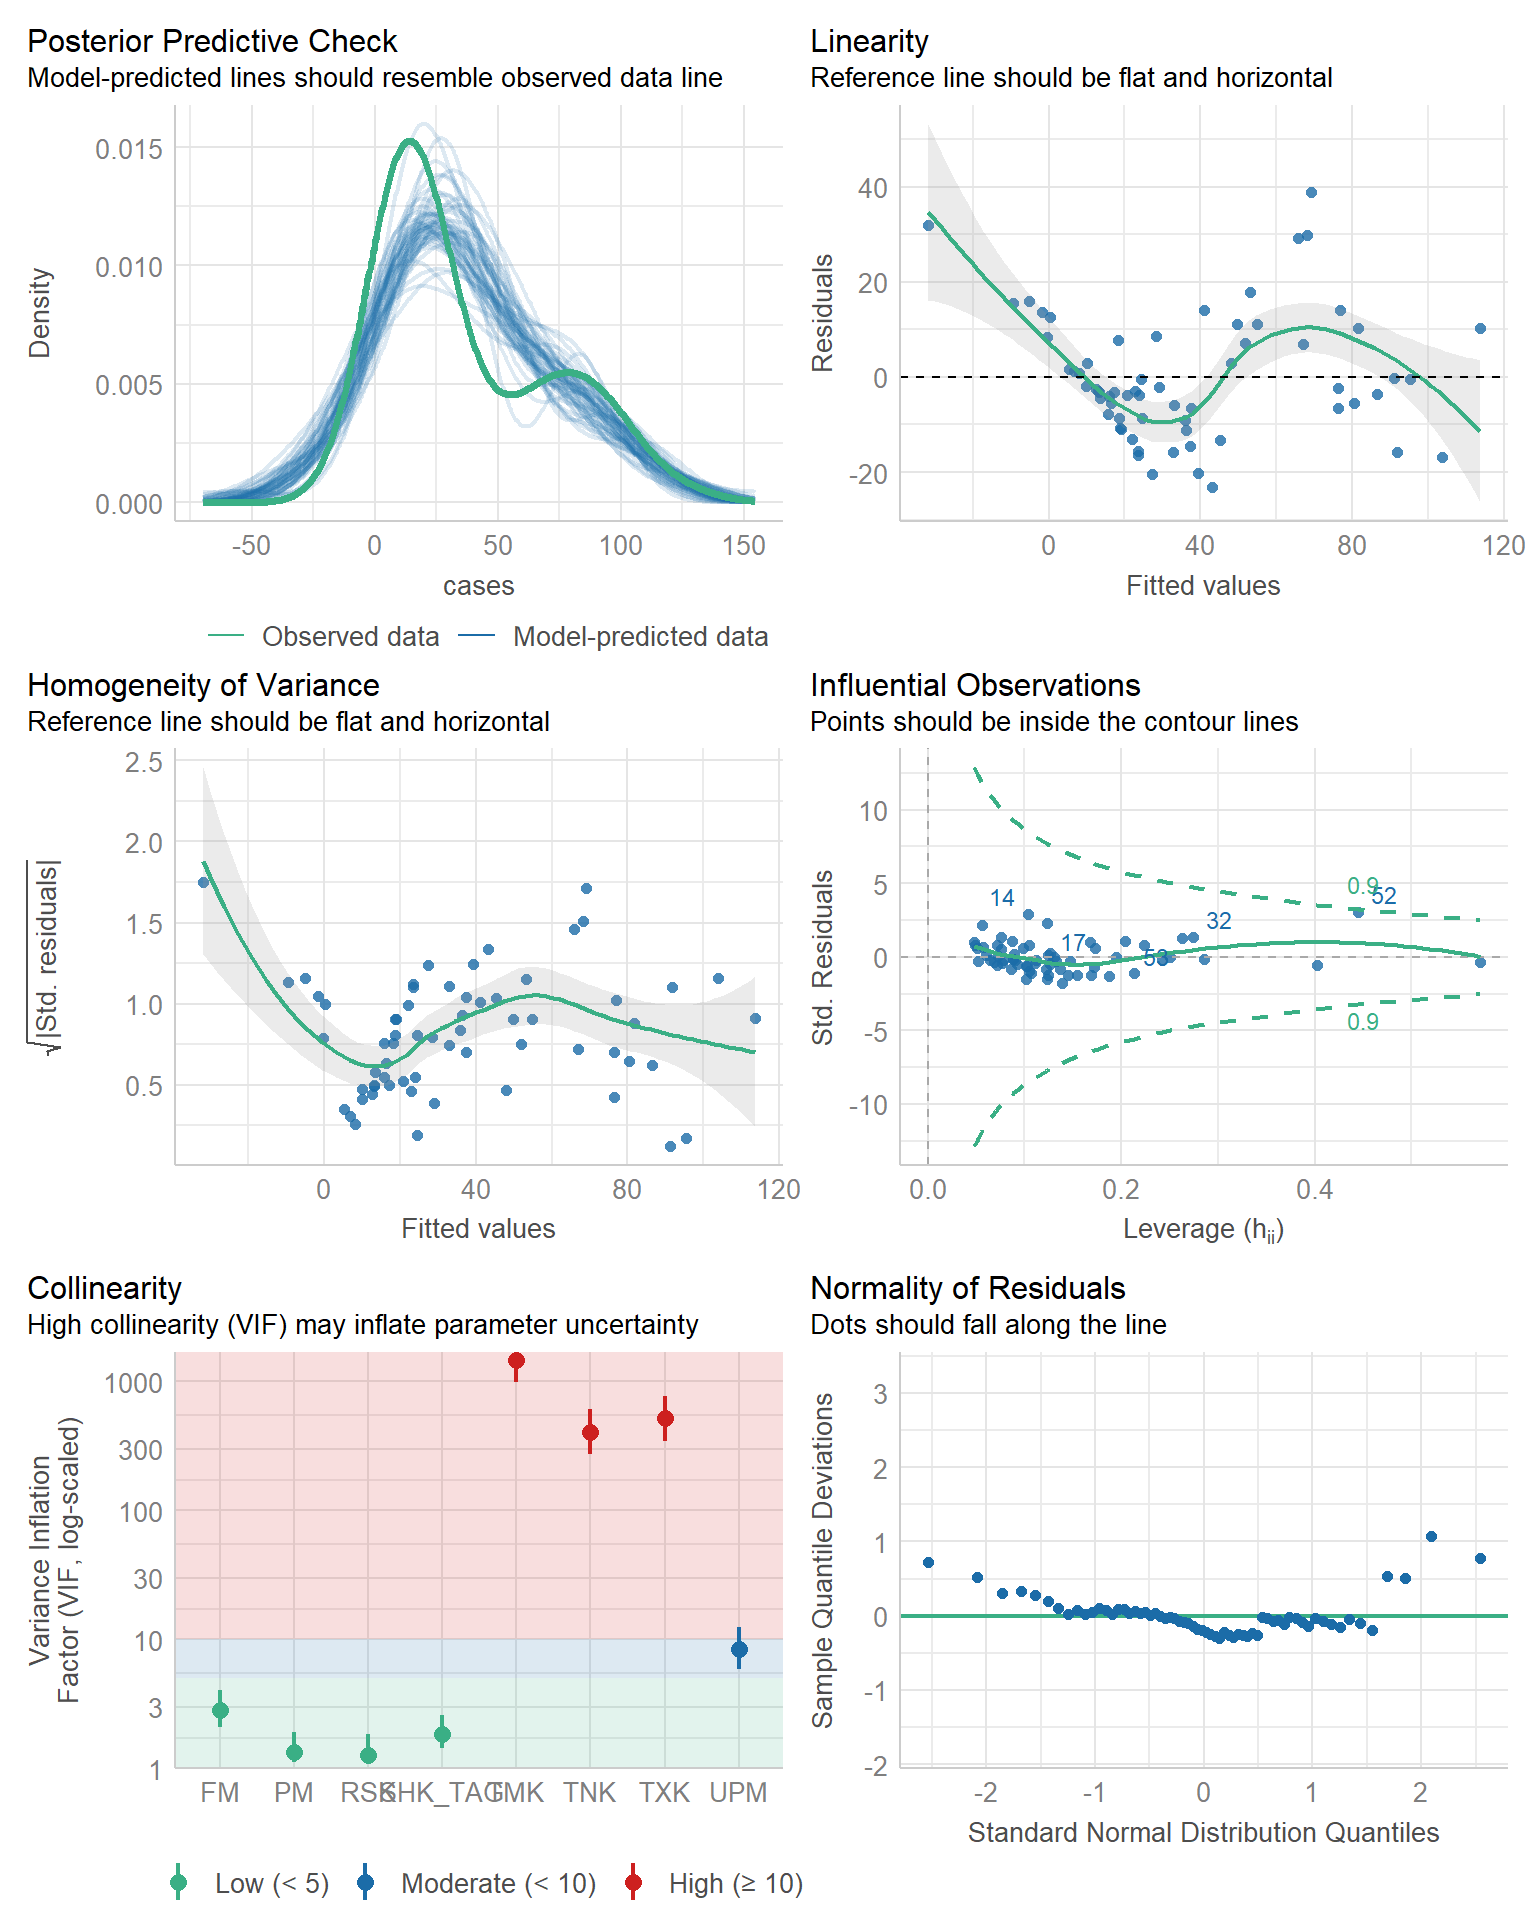 Posterior Predictive Check
Model-predicted lines should resemble observed data line
0.015
0.010
0.005
0.000
Density
-50 0 50 100 150
cases
Observed data Model-predicted data
Linearity
Reference line should be flat and horizontal
40
20
0
-20
Residuals
0 40 80 120
Fitted values
Homogeneity of Variance
Reference line should be flat and horizontal
2.5
2.0
1.5
1.0
0.5
√|Std. residuals|
0 40 80 120
Fitted values
Influential Observations
Points should be inside the contour lines
10
5
0
-5
-10
Std. Residuals
0.9
52
14
32
17
53
0.9
0.0 0.2 0.4
Leverage (hii)
Collinearity
High collinearity (VIF) may inflate parameter uncertainty
1000
300
100
30
10
3
1
Variance Inflation
Factor (VIF, log-scaled)
FM PM RSK SHK_TAG TMK TNK TXK UPM
Low (< 5) Moderate (< 10) High (≥ 10)
Normality of Residuals
Dots should fall along the line
3
2
1
0
-1
-2
Sample Quantile Deviations
-2 -1 0 1 2
Standard Normal Distribution Quantiles